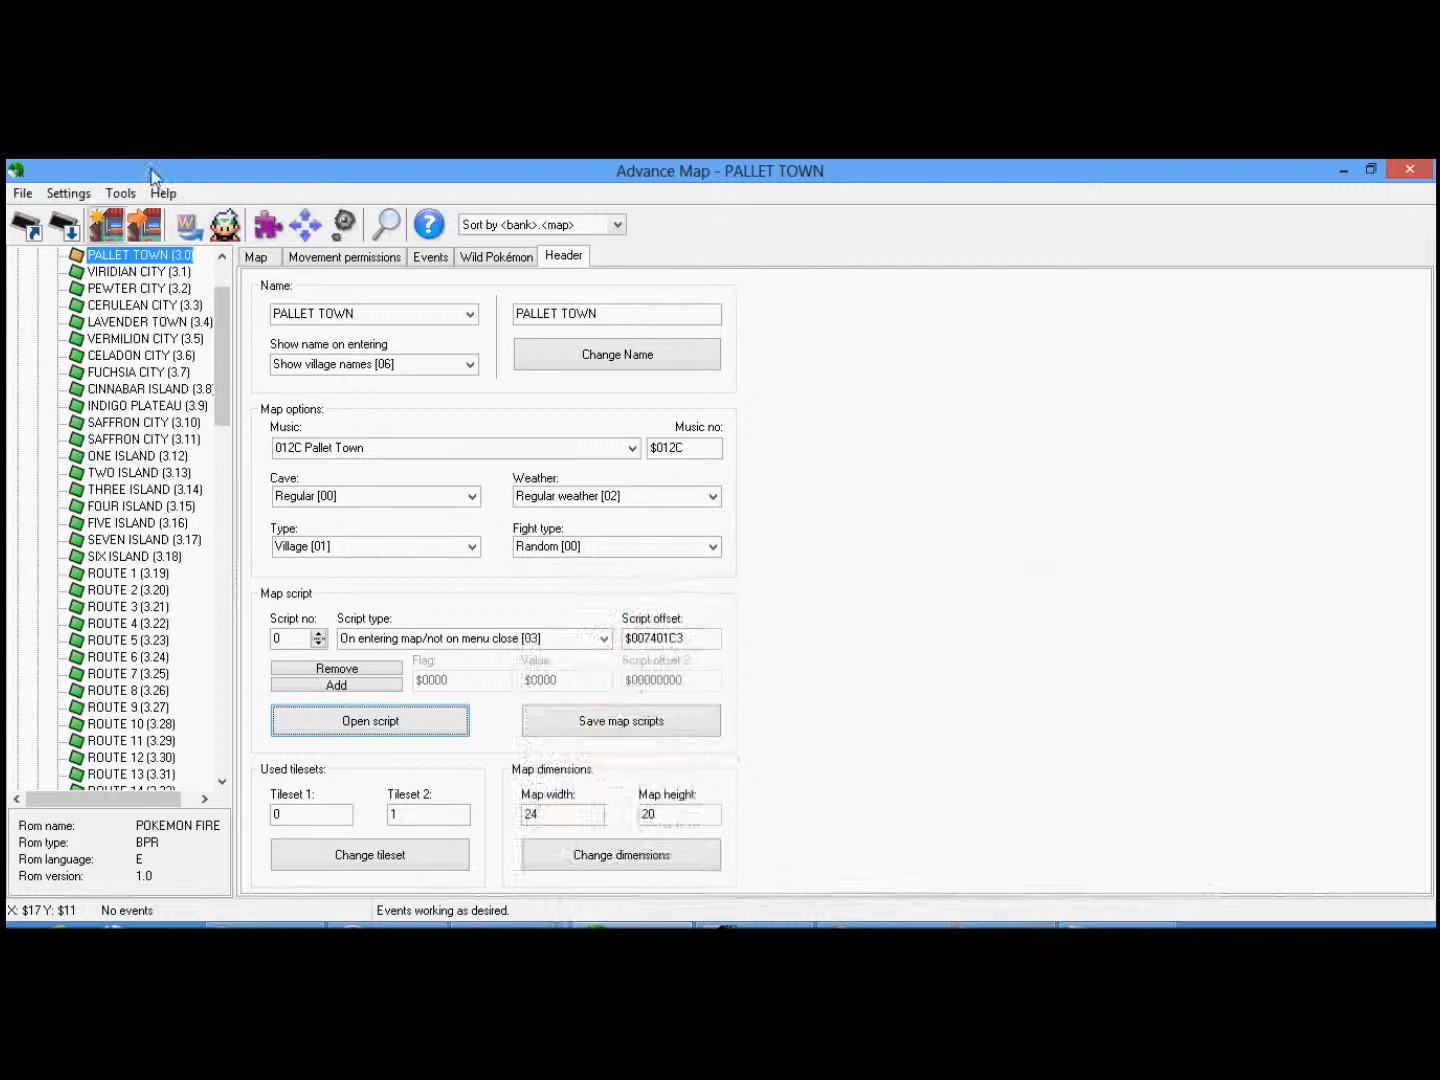 Advance Map - PALLET TOWN
File Settings Tools Help
Sort by <bank>.<map>
PALLET TOWN (3.0)
VIRIDIAN CITY (3.1)
PEWTER CITY (3.2)
CERULEAN CITY (3.3)
LAVENDER TOWN (3.4)
VERMILION CITY (3.5)
CELADON CITY (3.6)
FUCHSIA CITY (3.7)
CINNABAR ISLAND (3.8)
INDIGO PLATEAU (3.9)
SAFFRON CITY (3.10)
SAFFRON CITY (3.11)
ONE ISLAND (3.12)
TWO ISLAND (3.13)
THREE ISLAND (3.14)
FOUR ISLAND (3.15)
FIVE ISLAND (3.16)
SEVEN ISLAND (3.17)
SIX ISLAND (3.18)
ROUTE 1 (3.19)
ROUTE 2 (3.20)
ROUTE 3 (3.21)
ROUTE 4 (3.22)
ROUTE 5 (3.23)
ROUTE 6 (3.24)
ROUTE 7 (3.25)
ROUTE 8 (3.26)
ROUTE 9 (3.27)
ROUTE 10 (3.28)
ROUTE 11 (3.29)
ROUTE 12 (3.30)
ROUTE 13 (3.31)
Rom name: POKEMON FIRE
Rom type: BPR
Rom language: E
Rom version: 1.0
Map Movement permissions Events Wild Pokémon Header
Name:
PALLET TOWN PALLET TOWN
Show name on entering
Show village names [06] Change Name
Map options:
Music: Music no:
012C Pallet Town $012C
Cave: Weather:
Regular [00] Regular weather [02]
Type: Fight type:
Village [01] Random [00]
Map script
Script no: Script type: Script offset:
0 On entering map/not on menu close [03] $007401C3
Remove Flag: Value: Script offset 2:
Add $0000 $0000 $00000000
Open script Save map scripts
Used tilesets: Map dimensions
Tileset 1: Tileset 2: Map width: Map height:
0 1 24 20
Change tileset Change dimensions
X: $17 Y: $11 No events Events working as desired.